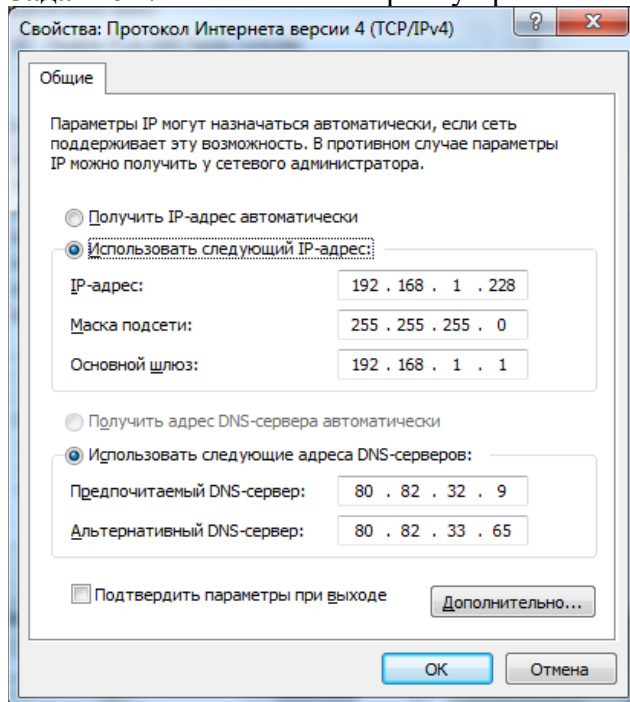 Свойства: Протокол Интернета версии 4 (TCP/IPv4)
Общие
Параметры IP могут назначаться автоматически, если сеть
поддерживает эту возможность. В противном случае параметры
IP можно получить у сетевого администратора.
Получить IP-адрес автоматически
Использовать следующий IP-адрес:
IP-адрес: 192 . 168 . 1 . 228
Маска подсети: 255 . 255 . 255 . 0
Основной шлюз: 192 . 168 . 1 . 1
Получить адрес DNS-сервера автоматически
Использовать следующие адреса DNS-серверов:
Предпочитаемый DNS-сервер: 80 . 82 . 32 . 9
Альтернативный DNS-сервер: 80 . 82 . 33 . 65
Подтвердить параметры при выходе
Дополнительно...
ОК Отмена